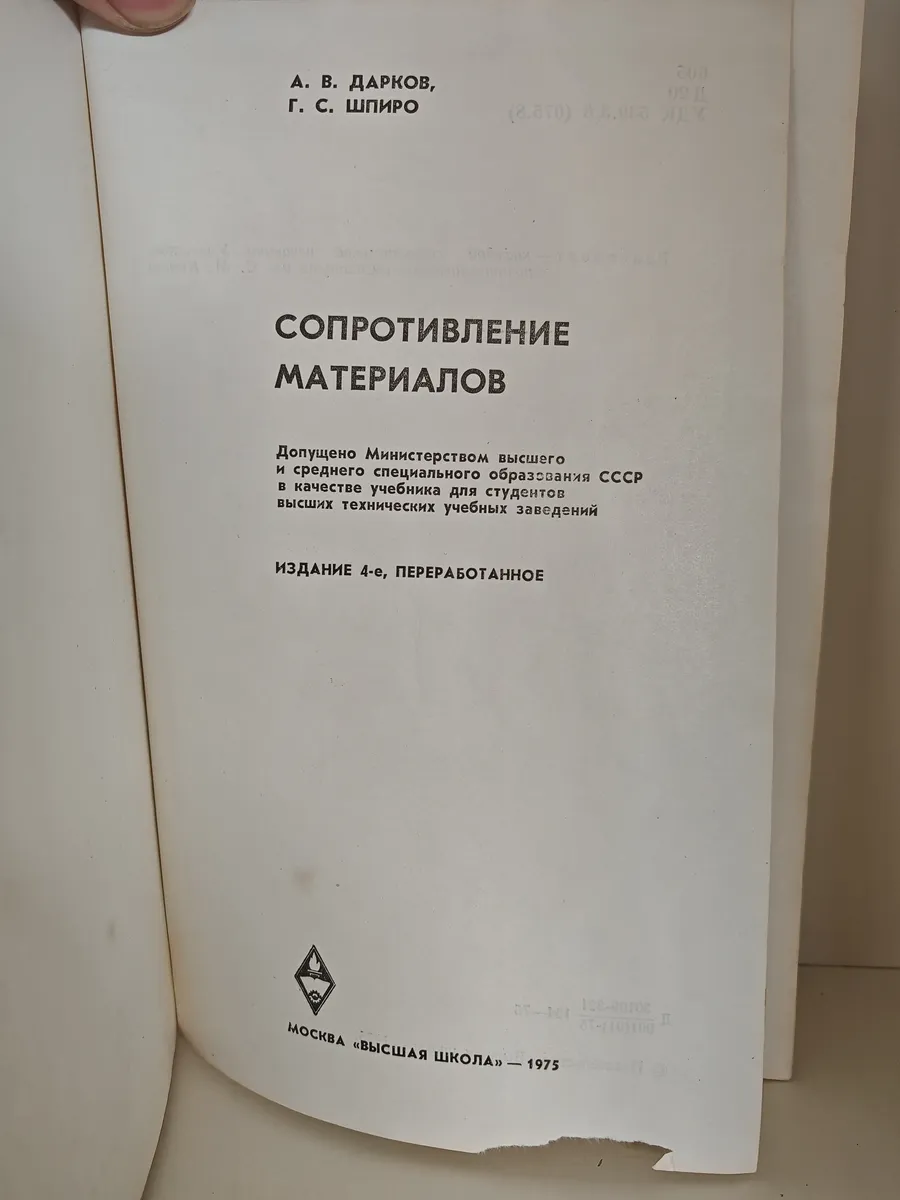 А. В. ДАРКОВ,
Г. С. ШПИРО
СОПРОТИВЛЕНИЕ
МАТЕРИАЛОВ
Допущено Министерством высшего
и среднего специального образования СССР
в качестве учебника для студентов
высших технических учебных заведений
ИЗДАНИЕ 4-е, ПЕРЕРАБОТАННОЕ
МОСКВА «ВЫСШАЯ ШКОЛА» — 1975